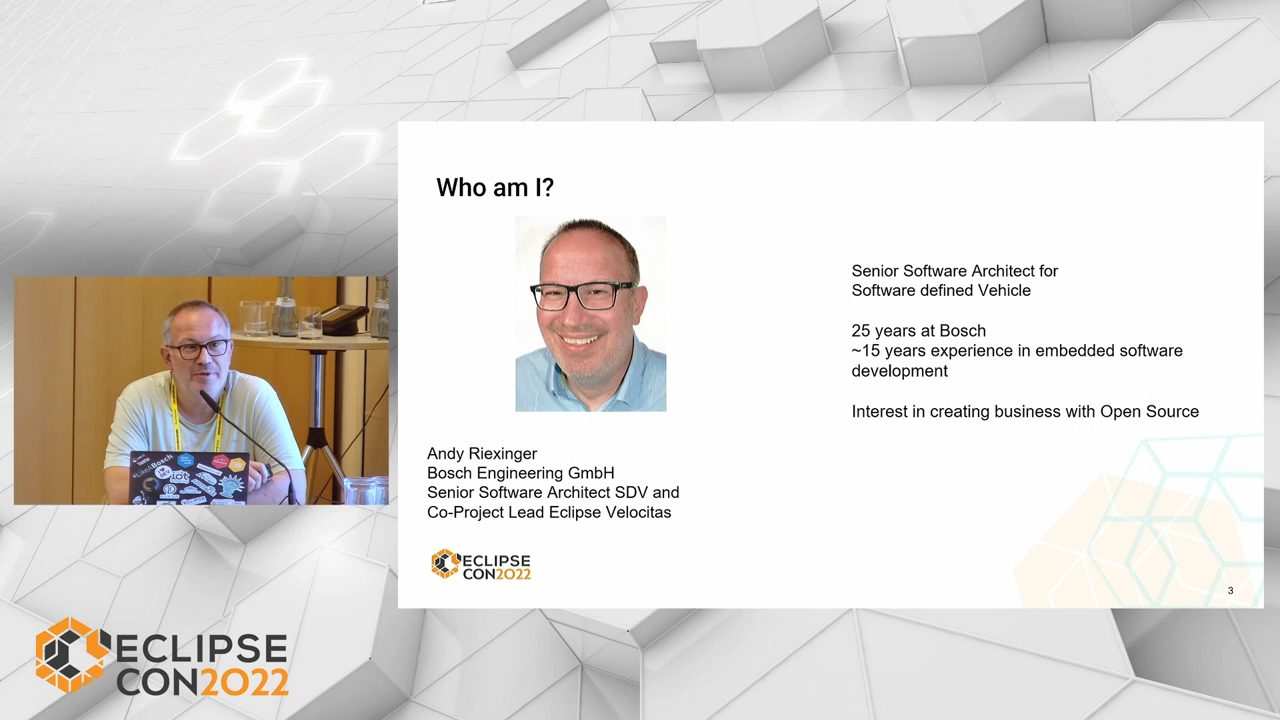 Who am I?
Senior Software Architect for
Software defined Vehicle
25 years at Bosch
~15 years experience in embedded software
development
Interest in creating business with Open Source
Andy Riexinger
Bosch Engineering GmbH
Senior Software Architect SDV and
Co-Project Lead Eclipse Velocitas
ECLIPSE
CON2022
3
#LikeABosch
IoT
ECLIPSE
CON2022